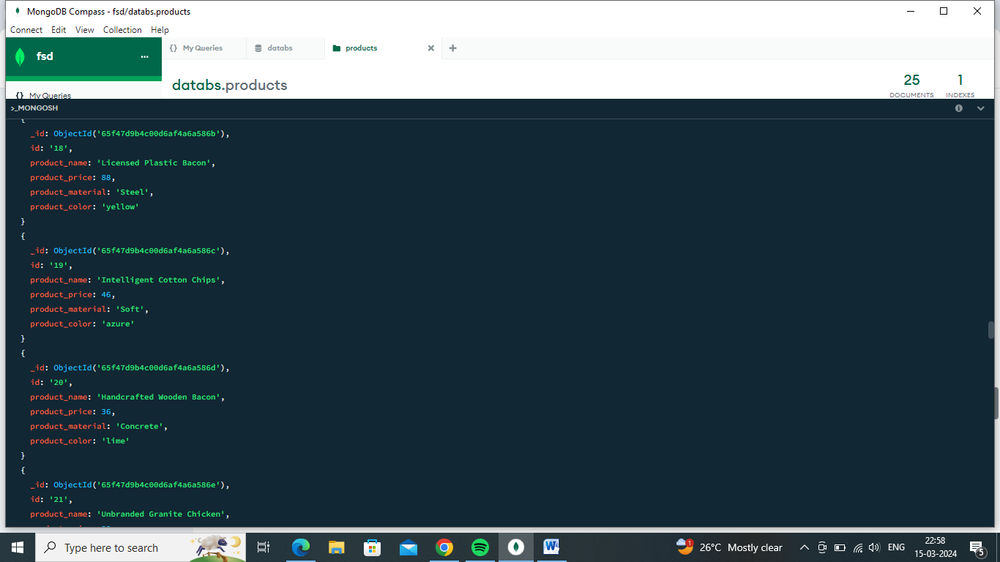 MongoDB Compass - fsd/databs.products
Connect Edit View Collection Help
fsd ...
{} My Queries
databs
products
{} My Queries
databs.products
25
DOCUMENTS
1
INDEXES
>_MONGOSH
{
_id: ObjectId('65f47d9b4c00d6af4a6a586b'),
id: '18',
product_name: 'Licensed Plastic Bacon',
product_price: 88,
product_material: 'Steel',
product_color: 'yellow'
}
{
_id: ObjectId('65f47d9b4c00d6af4a6a586c'),
id: '19',
product_name: 'Intelligent Cotton Chips',
product_price: 46,
product_material: 'Soft',
product_color: 'azure'
}
{
_id: ObjectId('65f47d9b4c00d6af4a6a586d'),
id: '20',
product_name: 'Handcrafted Wooden Bacon',
product_price: 36,
product_material: 'Concrete',
product_color: 'lime'
}
{
_id: ObjectId('65f47d9b4c00d6af4a6a586e'),
id: '21',
product_name: 'Unbranded Granite Chicken',
Type here to search
1
26°C Mostly clear
ENG
22:58
15-03-2024
5